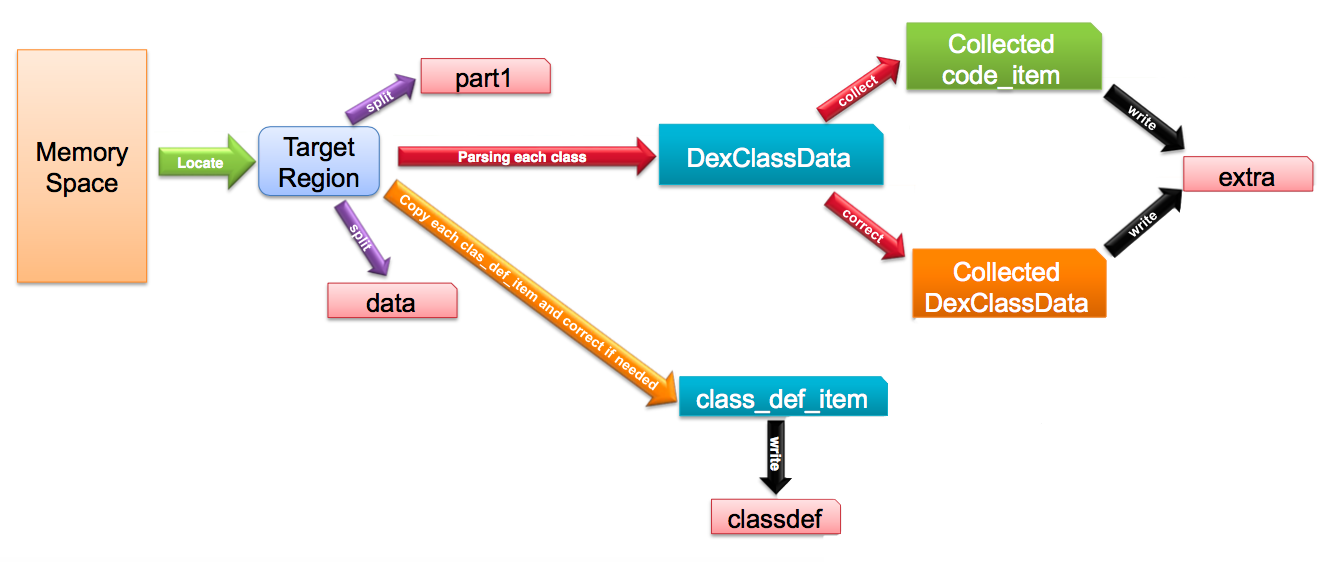 Memory
Space
Locate
Target
Region
split
part1
split
data
Parsing each class
DexClassData
Copy each clas_def_item and correct if needed
class_def_item
write
classdef
collect
Collected
code_item
correct
Collected
DexClassData
write
write
extra